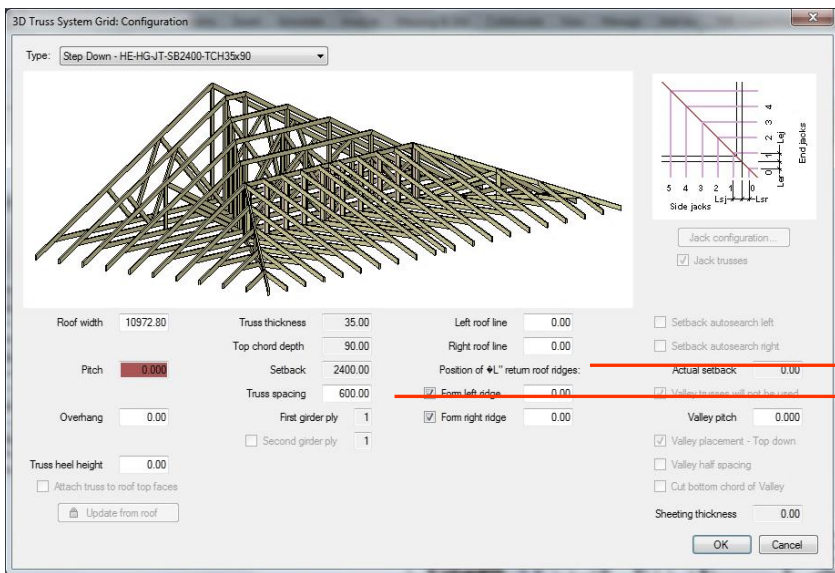 3D Truss System Grid: Configuration
Type: Step Down - HE-HG-JT-SB2400-TCH35x90
4
3
2
1
0
Lej
Ler
End jacks
5 4 3 2 1 0
Side jacks Lsj Lsr
Jack configuration...
Jack trusses
Roof width 10972.80 Truss thickness 35.00 Left roof line 0.00 Setback autosearch left
Top chord depth 90.00 Right roof line 0.00 Setback autosearch right
Pitch 0.000 Setback 2400.00 Position of �L" return roof ridges: Actual setback 0.00
Truss spacing 600.00 Form left ridge 0.00 Valley trusses will not be used
Overhang 0.00 First girder ply 1 Form right ridge 0.00 Valley pitch 0.000
Second girder ply 1 Valley placement - Top down
Truss heel height 0.00 Valley half spacing
Attach truss to roof top faces Cut bottom chord of Valley
Update from roof Sheeting thickness 0.00
OK Cancel